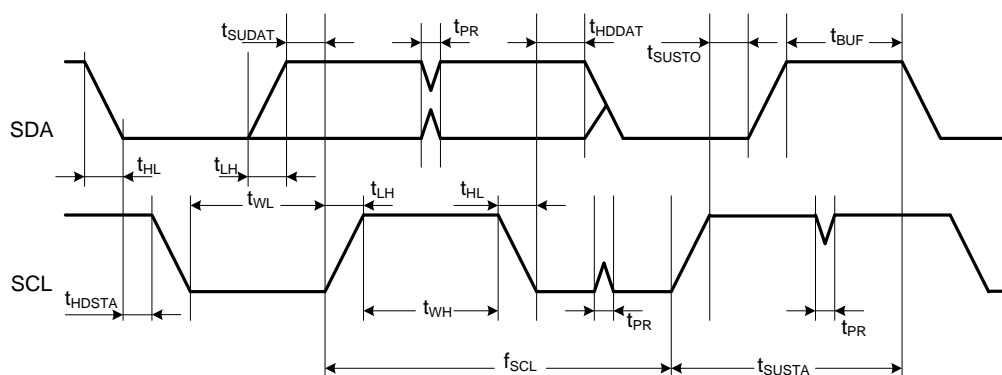 tSUDAT tPR tHDDAT tSUSTO tBUF
SDA
tHL tLH tWL tLH tHL
SCL
tHDSTA tWH tPR tPR
fSCL tSUSTA